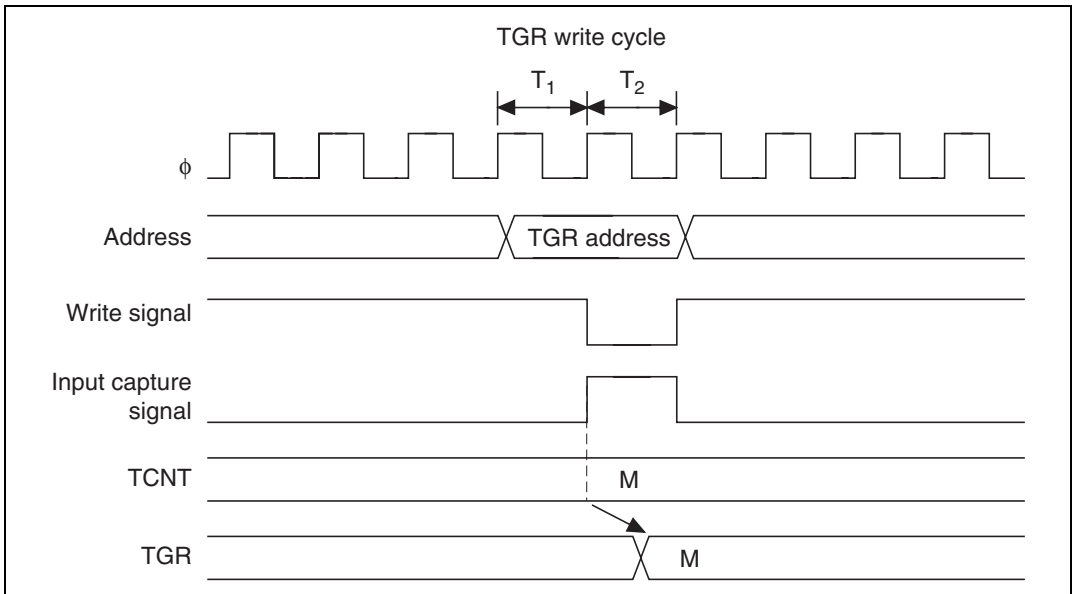 TGR write cycle
T1 T2
ϕ
Address TGR address
Write signal
Input capture
signal
TCNT M
TGR M